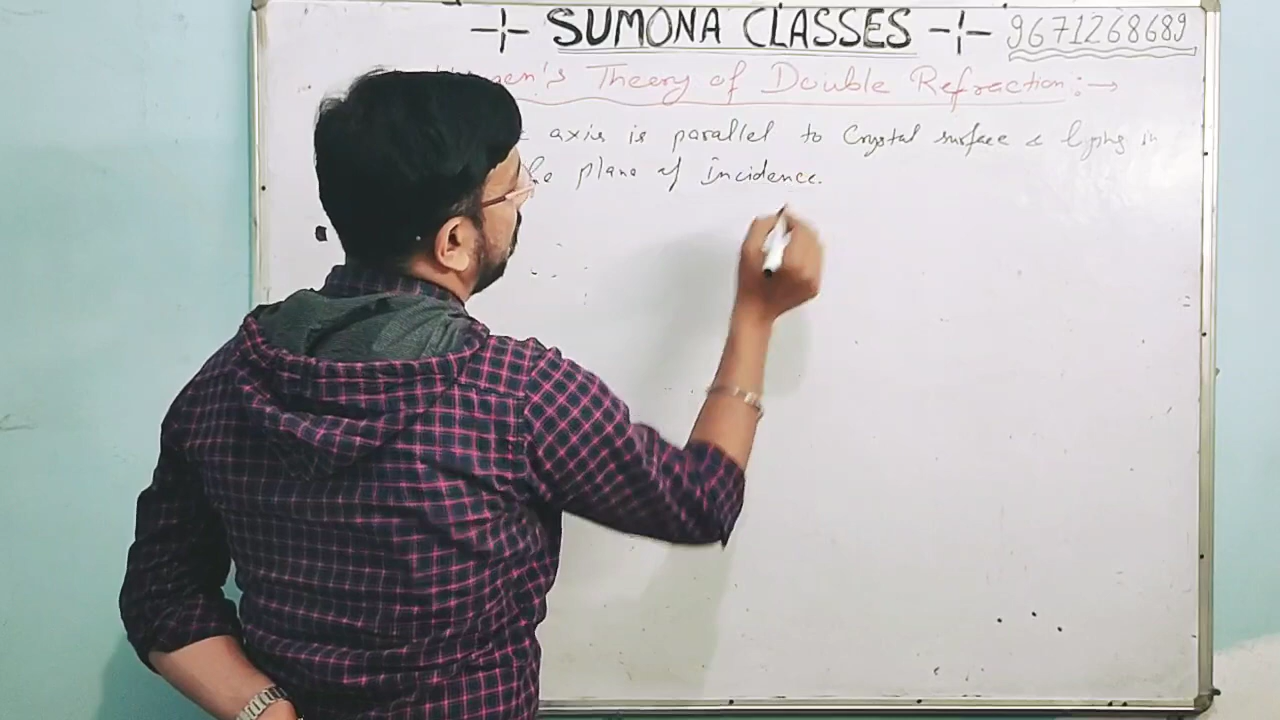 SUMONA CLASSES 9671268689
Theory of Double Refraction :→
axis is parallel to Crystal surface & lying in
plane of Incidence.